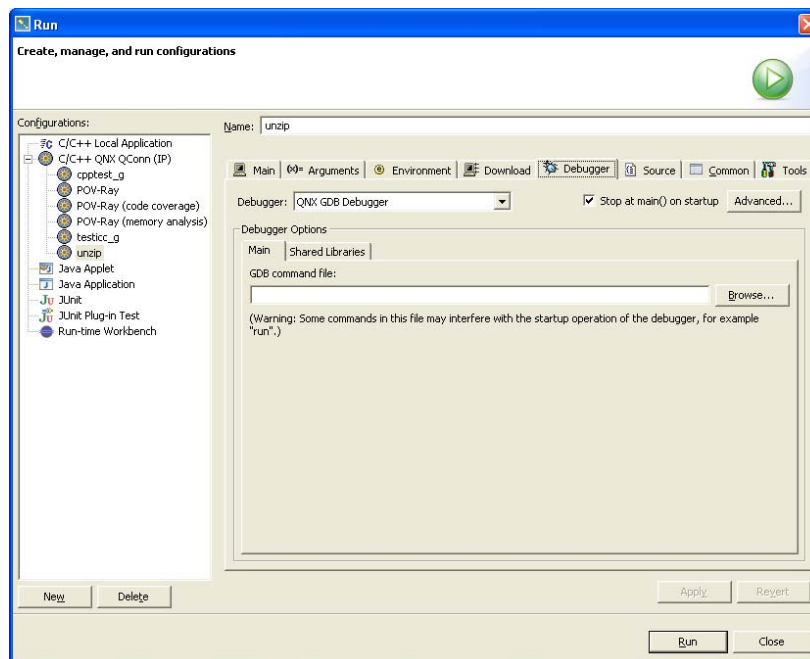 Run
Create, manage, and run configurations
Configurations:
C/C++ Local Application
C/C++ QNX QConn (IP)
cpptest_g
POV-Ray
POV-Ray (code coverage)
POV-Ray (memory analysis)
testicc_g
unzip
Java Applet
Java Application
JUnit
JUnit Plug-in Test
Run-time Workbench
New
Delete
Name: unzip
Main (x)= Arguments Environment Download Debugger Source Common Tools
Debugger: QNX GDB Debugger Stop at main() on startup Advanced...
Debugger Options
Main Shared Libraries
GDB command file:
Browse...
(Warning: Some commands in this file may interfere with the startup operation of the debugger, for example
"run".)
Apply Revert
Run Close